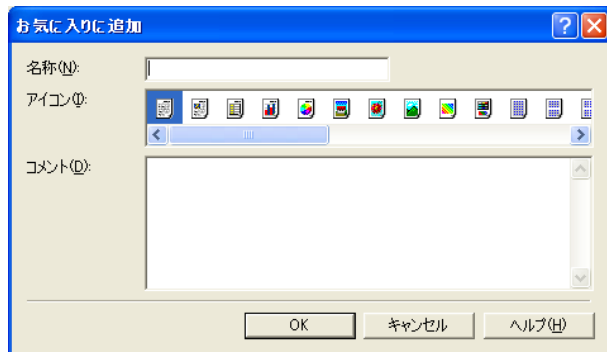 お気に入りに追加
名称(N):
アイコン(I):
コメント(D):
OK
キャンセル
ヘルプ(H)